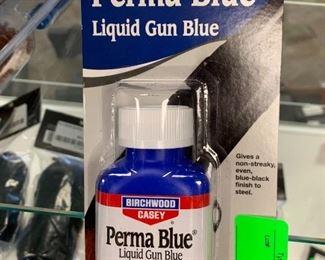 Perma Blue®
Liquid Gun Blue
Gives a
non-streaky,
even,
blue-black
finish to
steel.
BIRCHWOOD
CASEY
Perma Blue®
Liquid Gun Blue